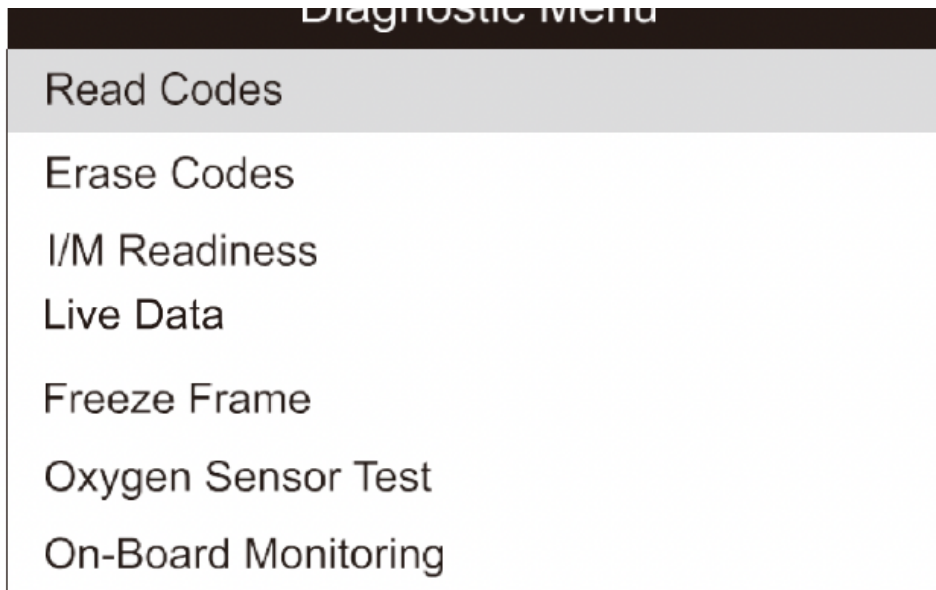 Diagnostic Menu
Read Codes
Erase Codes
I/M Readiness
Live Data
Freeze Frame
Oxygen Sensor Test
On-Board Monitoring